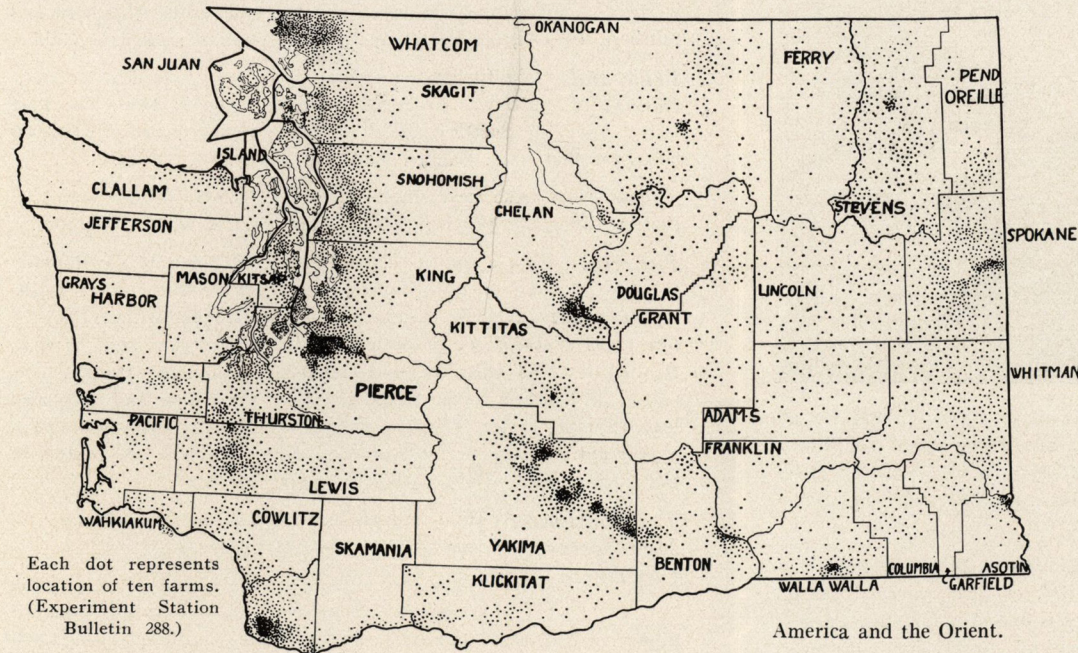 OKANOGAN
WHATCOM
FERRY
SAN JUAN
PEND
OREILLE
SKAGIT
ISLAND
SNOHOMISH
CLALLAM
CHELAN
STEVENS
JEFFERSON
SPOKANE
MASON
KITSAP
KING
GRAYS
HARBOR
DOUGLAS
LINCOLN
GRANT
KITTITAS
WHITMAN
PIERCE
ADAMS
PACIFIC
THURSTON
FRANKLIN
LEWIS
WAHKIAKUM
COWLITZ
SKAMANIA
YAKIMA
BENTON
COLUMBIA
ASOTIN
KLICKITAT
WALLA WALLA
GARFIELD
Each dot represents
location of ten farms.
(Experiment Station
Bulletin 288.)
America and the Orient.